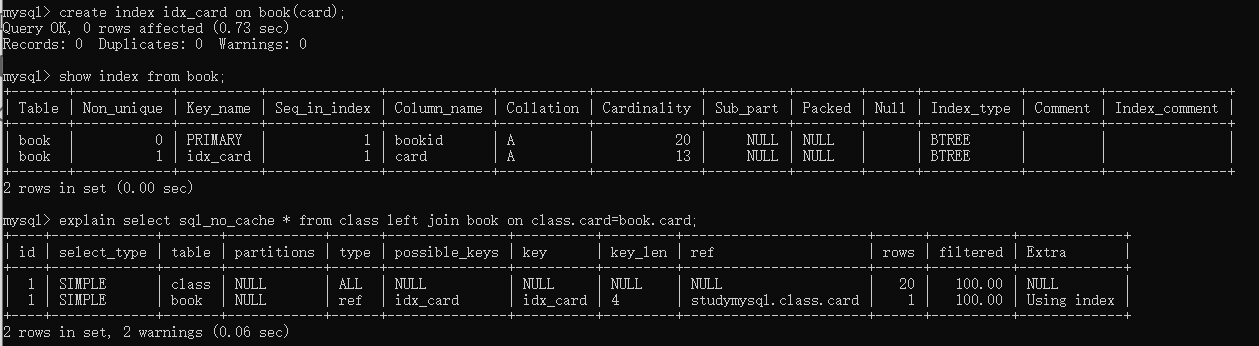 mysql> create index idx_card on book(card);
Query OK, 0 rows affected (0.73 sec)
Records: 0  Duplicates: 0  Warnings: 0
mysql> show index from book;
+-------+------------+----------+--------------+-------------+-----------+-------------+----------+--------+------+------------+---------+---------------+
| Table | Non_unique | Key_name | Seq_in_index | Column_name | Collation | Cardinality | Sub_part | Packed | Null | Index_type | Comment | Index_comment |
+-------+------------+----------+--------------+-------------+-----------+-------------+----------+--------+------+------------+---------+---------------+
| book  |          0 | PRIMARY  |            1 | bookid      | A         |          20 |     NULL | NULL   |      | BTREE      |         |               |
| book  |          1 | idx_card |            1 | card        | A         |          13 |     NULL | NULL   |      | BTREE      |         |               |
+-------+------------+----------+--------------+-------------+-----------+-------------+----------+--------+------+------------+---------+---------------+
2 rows in set (0.00 sec)
mysql> explain select sql_no_cache * from class left join book on class.card=book.card;
+----+-------------+-------+------------+------+---------------+----------+---------+-----------------------+------+----------+-------------+
| id | select_type | table | partitions | type | possible_keys | key      | key_len | ref                   | rows | filtered | Extra       |
+----+-------------+-------+------------+------+---------------+----------+---------+-----------------------+------+----------+-------------+
|  1 | SIMPLE      | class | NULL       | ALL  | NULL          | NULL     | NULL    | NULL                  |   20 |   100.00 | NULL        |
|  1 | SIMPLE      | book  | NULL       | ref  | idx_card      | idx_card | 4       | studymysql.class.card |    1 |   100.00 | Using index |
+----+-------------+-------+------------+------+---------------+----------+---------+-----------------------+------+----------+-------------+
2 rows in set, 2 warnings (0.06 sec)